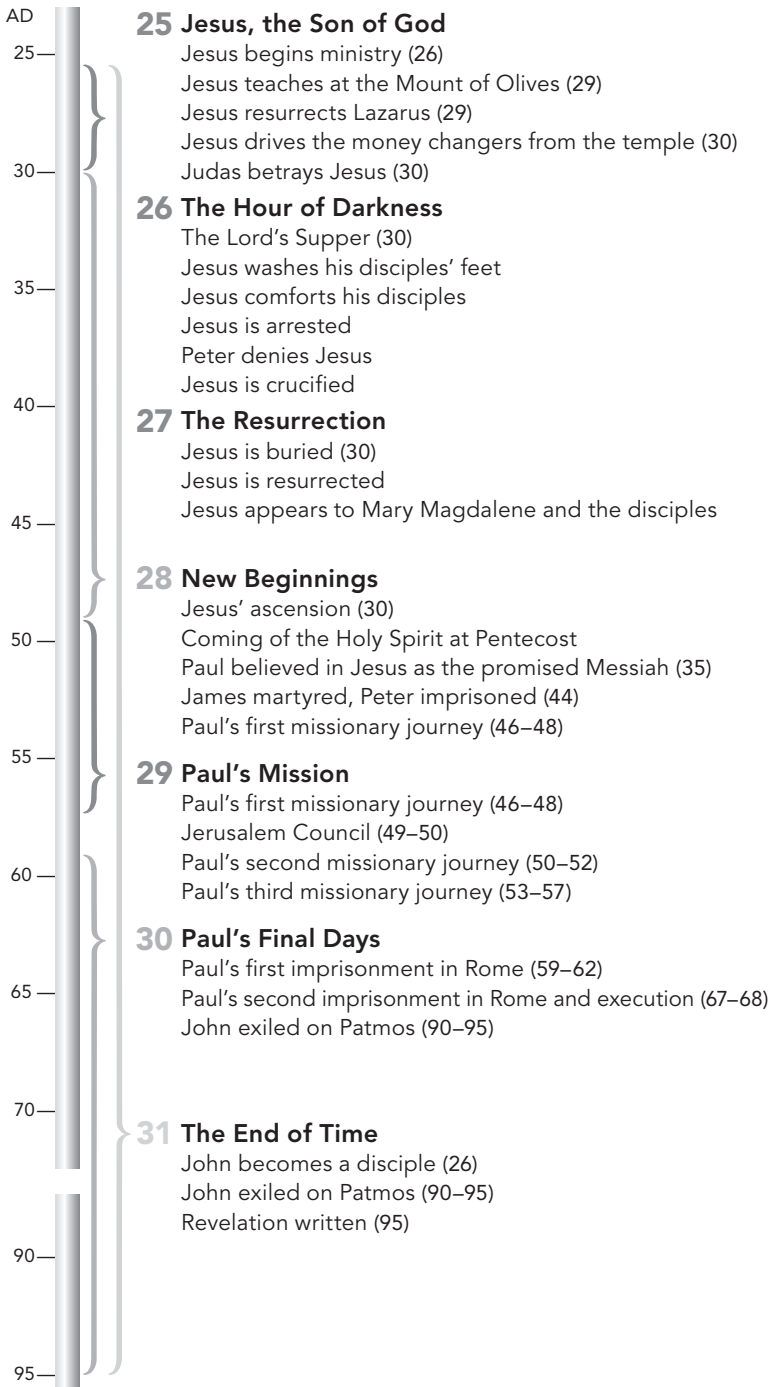 AD
25
30
35
40
45
50
55
60
65
70
90
95
25 Jesus, the Son of God
Jesus begins ministry (26)
Jesus teaches at the Mount of Olives (29)
Jesus resurrects Lazarus (29)
Jesus drives the money changers from the temple (30)
Judas betrays Jesus (30)
26 The Hour of Darkness
The Lord’s Supper (30)
Jesus washes his disciples’ feet
Jesus comforts his disciples
Jesus is arrested
Peter denies Jesus
Jesus is crucified
27 The Resurrection
Jesus is buried (30)
Jesus is resurrected
Jesus appears to Mary Magdalene and the disciples
28 New Beginnings
Jesus’ ascension (30)
Coming of the Holy Spirit at Pentecost
Paul believed in Jesus as the promised Messiah (35)
James martyred, Peter imprisoned (44)
Paul’s first missionary journey (46–48)
29 Paul’s Mission
Paul’s first missionary journey (46–48)
Jerusalem Council (49–50)
Paul’s second missionary journey (50–52)
Paul’s third missionary journey (53–57)
30 Paul’s Final Days
Paul’s first imprisonment in Rome (59–62)
Paul’s second imprisonment in Rome and execution (67–68)
John exiled on Patmos (90–95)
31 The End of Time
John becomes a disciple (26)
John exiled on Patmos (90–95)
Revelation written (95)